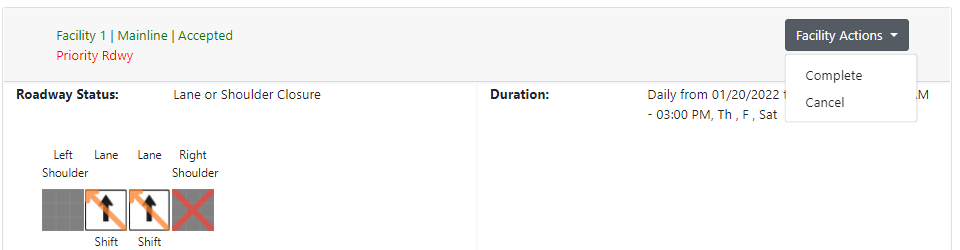 Facility 1 | Mainline | Accepted
Priority Rdwy
Facility Actions
Complete
Cancel
Roadway Status:
Lane or Shoulder Closure
Duration:
Daily from 01/20/2022
- 03:00 PM, Th , F , Sat
Left Lane Lane Right
Shoulder Shoulder
Shift Shift